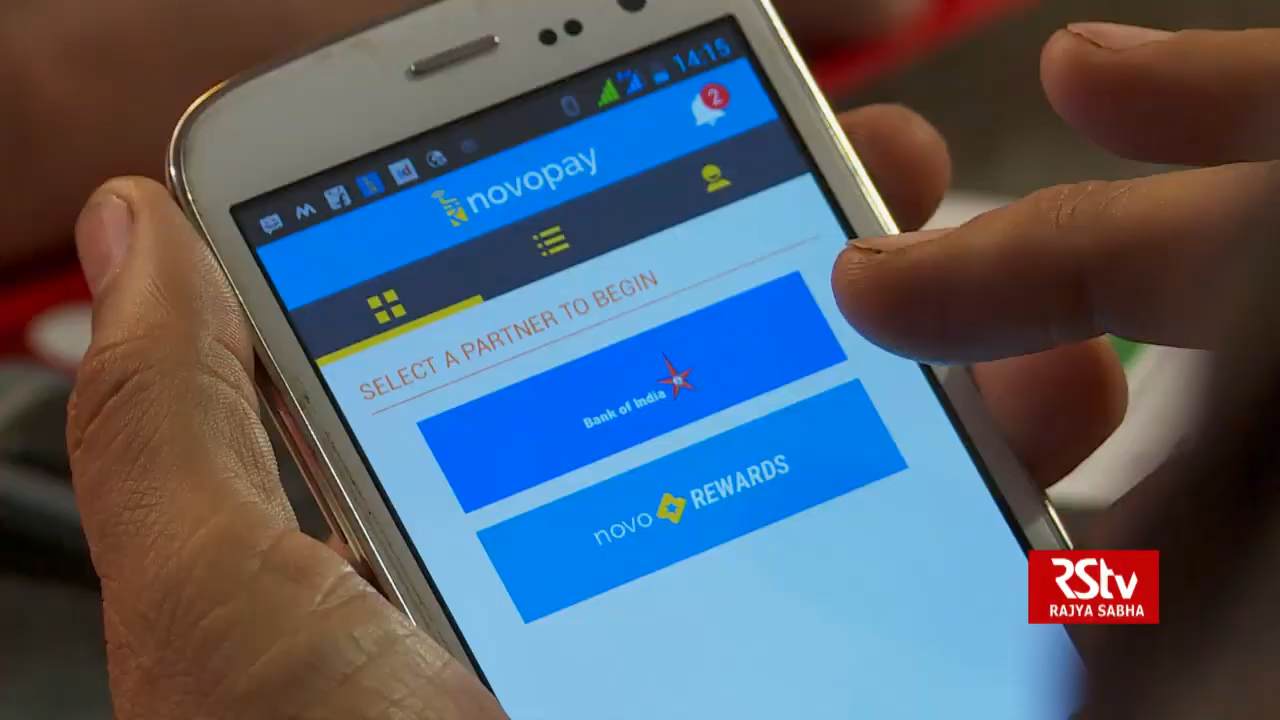 14:15
2
novopay
SELECT A PARTNER TO BEGIN
Bank of India
novo REWARDS
RStv
RAJYA SABHA